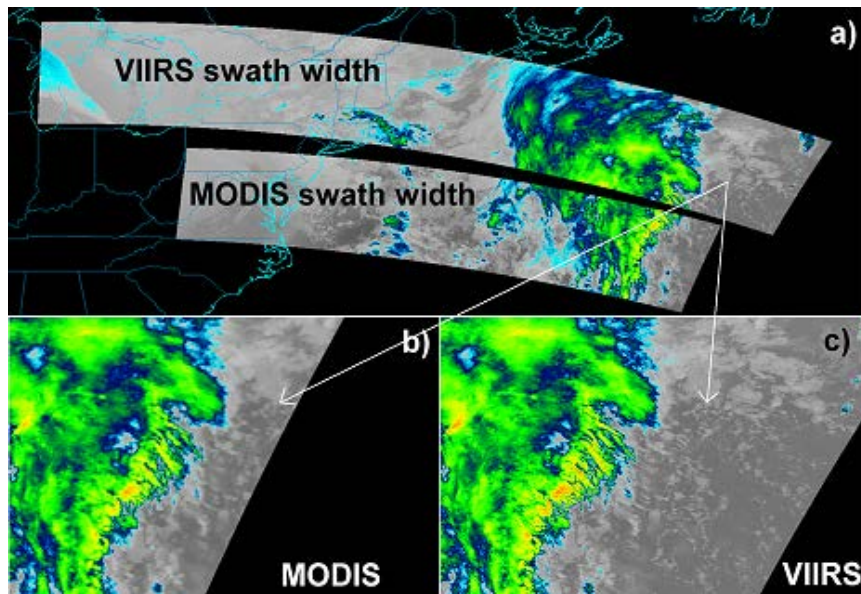 a)
VIIRS swath width
MODIS swath width
b)
c)
MODIS
VIIRS